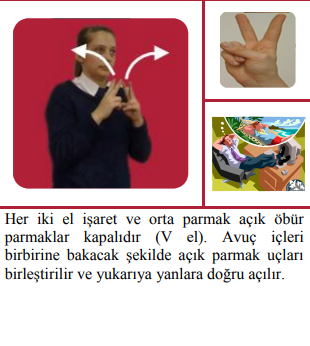 Her iki el işaret ve orta parmak açık öbür
parmaklar kapalıdır (V el). Avuç içleri
birbirine bakacak şekilde açık parmak uçları
birleştirilir ve yukarıya yanlara doğru açılır.